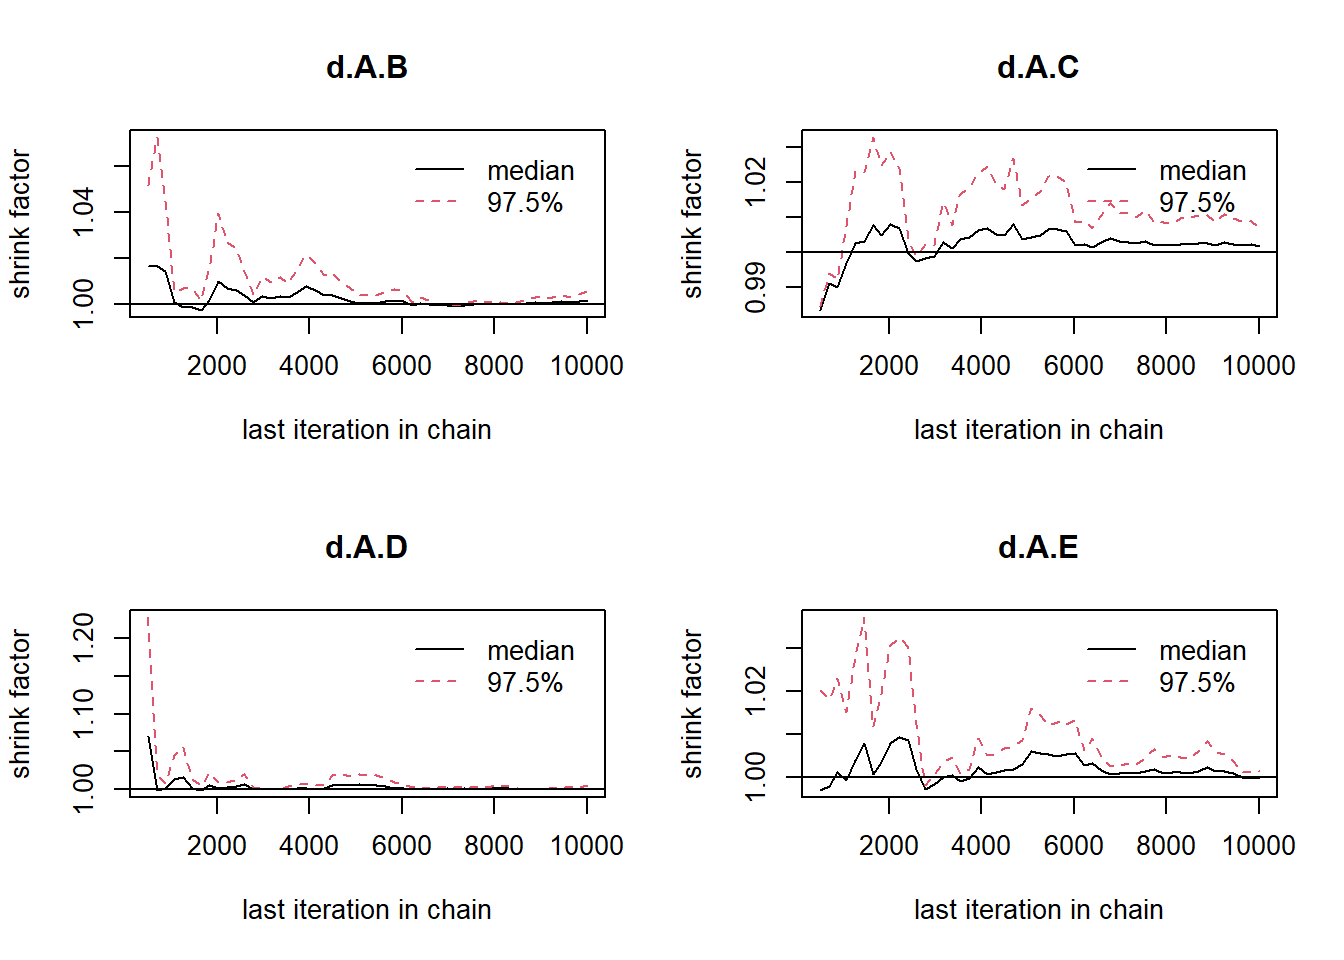 d.A.B
shrink factor
1.00 1.04
median
97.5%
2000 4000 6000 8000 10000
last iteration in chain
d.A.C
shrink factor
0.99 1.02
median
97.5%
2000 4000 6000 8000 10000
last iteration in chain
d.A.D
shrink factor
1.00 1.10 1.20
median
97.5%
2000 4000 6000 8000 10000
last iteration in chain
d.A.E
shrink factor
1.00 1.02
median
97.5%
2000 4000 6000 8000 10000
last iteration in chain